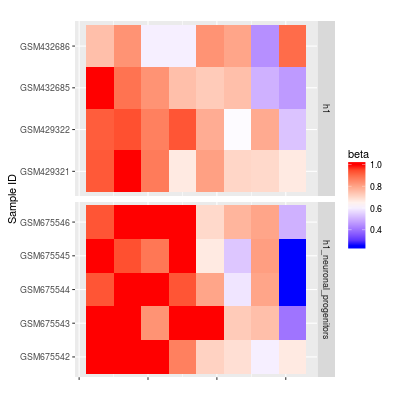 Sample ID
GSM432686
GSM432685
GSM429322
GSM429321
h1
GSM675546
GSM675545
GSM675544
GSM675543
GSM675542
h1_neuronal_progenitors
beta
1.0
0.8
0.6
0.4